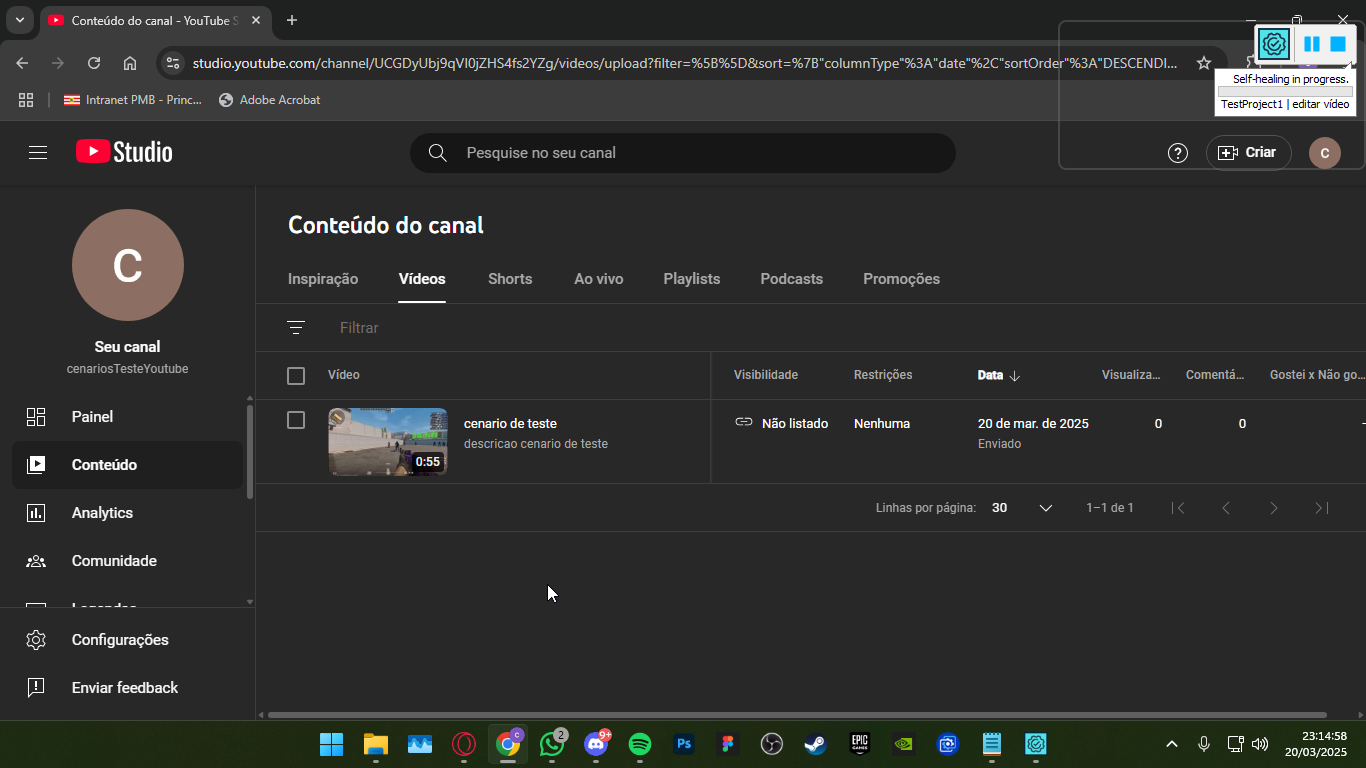 Conteúdo do canal - YouTube S
studio.youtube.com/channel/UCGDyUbj9qVI0jZHS4fs2YZg/videos/upload?filter=%5B%5D&sort=%7B"columnType"%3A"date"%2C"sortOrder"%3A"DESCENDI...
Self-healing in progress.
TestProject1 | editar vídeo
Intranet PMB - Princ...
Adobe Acrobat
Studio
Pesquise no seu canal
Criar
C
C
Seu canal
cenariosTesteYoutube
Painel
Conteúdo
Analytics
Comunidade
Legendas
Configurações
Enviar feedback
Conteúdo do canal
Inspiração Vídeos Shorts Ao vivo Playlists Podcasts Promoções
Filtrar
Vídeo Visibilidade Restrições Data Visualiza... Comentá... Gostei x Não go...
0:55
cenario de teste Não listado Nenhuma 20 de mar. de 2025 0 0
descricao cenario de teste Enviado
Linhas por página: 30 1–1 de 1
C
2
9+
Ps
EPIC GAMES
23:14:58
20/03/2025